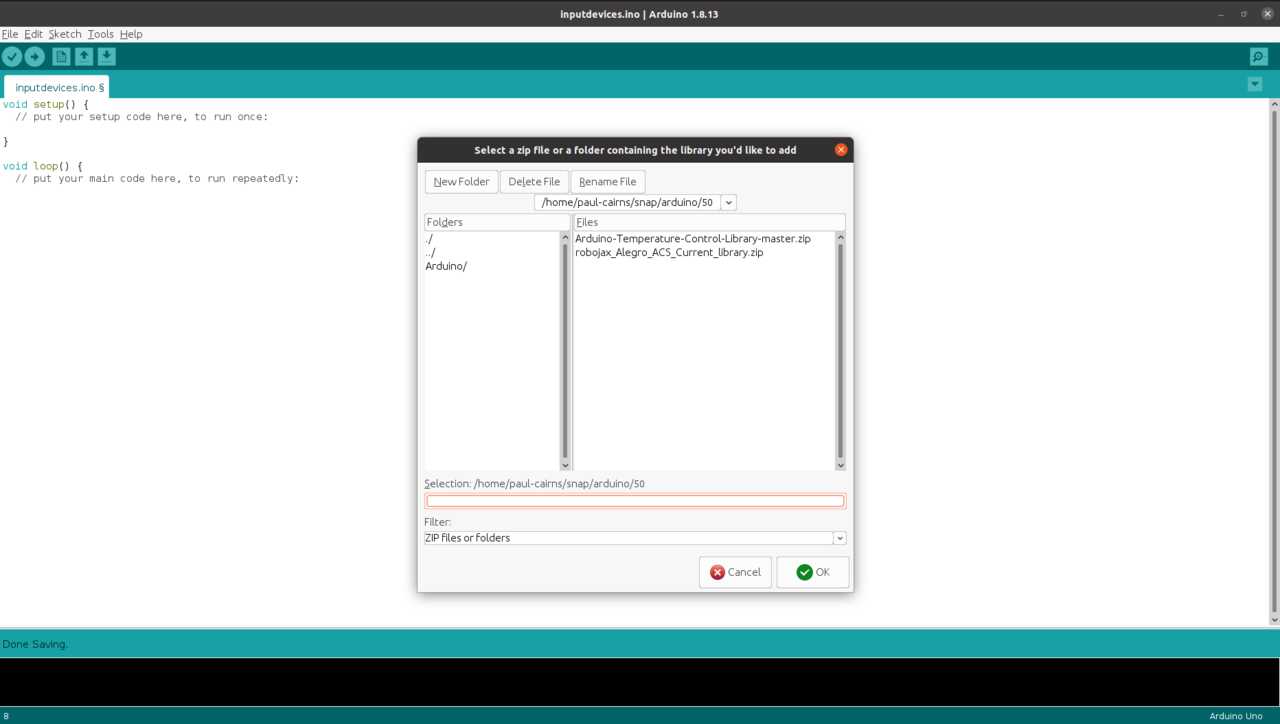 inputdevices.ino | Arduino 1.8.13
File Edit Sketch Tools Help
inputdevices.ino §
void setup() {
// put your setup code here, to run once:
}
void loop() {
// put your main code here, to run repeatedly:
Select a zip file or a folder containing the library you'd like to add
New Folder Delete File Rename File
/home/paul-cairns/snap/arduino/50
Folders Files
./ Arduino-Temperature-Control-Library-master.zip
../ robojax_Alegro_ACS_Current_library.zip
Arduino/
Selection: /home/paul-cairns/snap/arduino/50
Filter:
ZIP files or folders
Cancel OK
Done Saving.
8 Arduino Uno